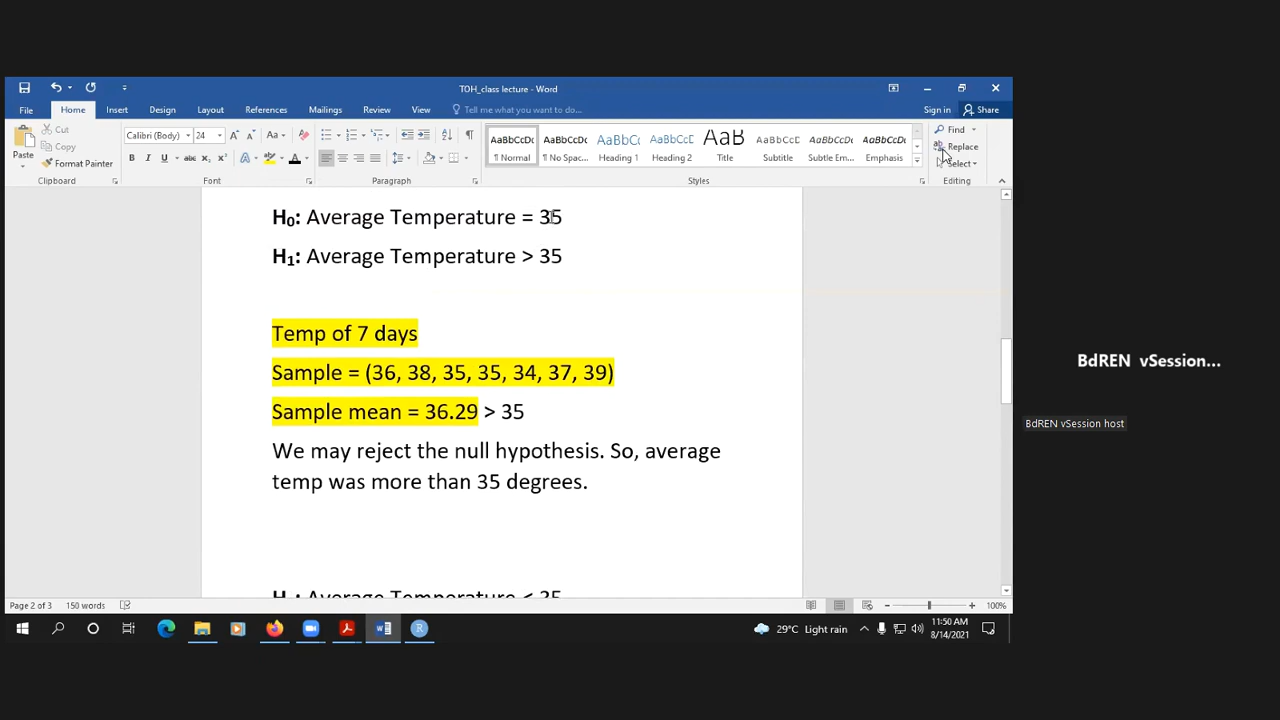 TOH_class lecture - Word
File Home Insert Design Layout References Mailings Review View Tell me what you want to do... Sign in Share
Paste
Cut
Copy
Format Painter
Clipboard
Calibri (Body) 24
Font
Paragraph
AaBbCcDc AaBbCcDc AaBbCc AaBbCcE AaB AaBbCcD AaBbCcDc AaBbCcDc
¶ Normal ¶ No Spac... Heading 1 Heading 2 Title Subtitle Subtle Em... Emphasis
Styles
Find
Replace
Select
Editing
H₀: Average Temperature = 35
H₁: Average Temperature > 35
Temp of 7 days
Sample = (36, 38, 35, 35, 34, 37, 39)
Sample mean = 36.29 > 35
We may reject the null hypothesis. So, average
temp was more than 35 degrees.
Average Temperature < 35
Page 2 of 3 150 words 100%
29°C Light rain
11:50 AM
8/14/2021
BdREN vSession...
BdREN vSession host